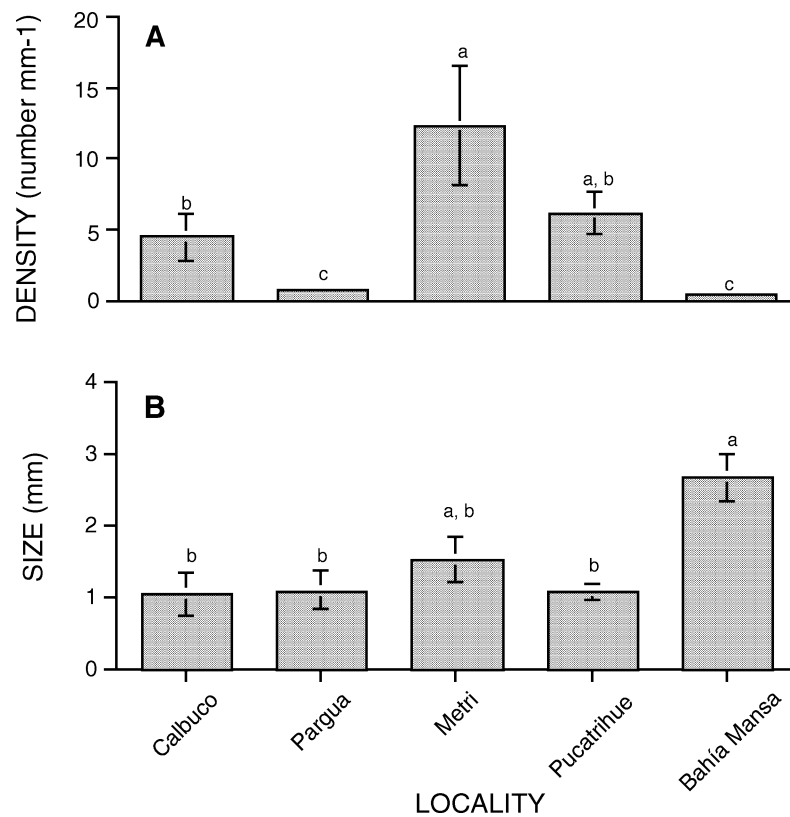 A
DENSITY (number mm-1)
20
15
10
5
0
b
c
a
a, b
c
B
SIZE (mm)
4
3
2
1
0
b
b
a, b
b
a
Calbuco
Pargua
Metri
Pucatrihue
Bahía Mansa
LOCALITY